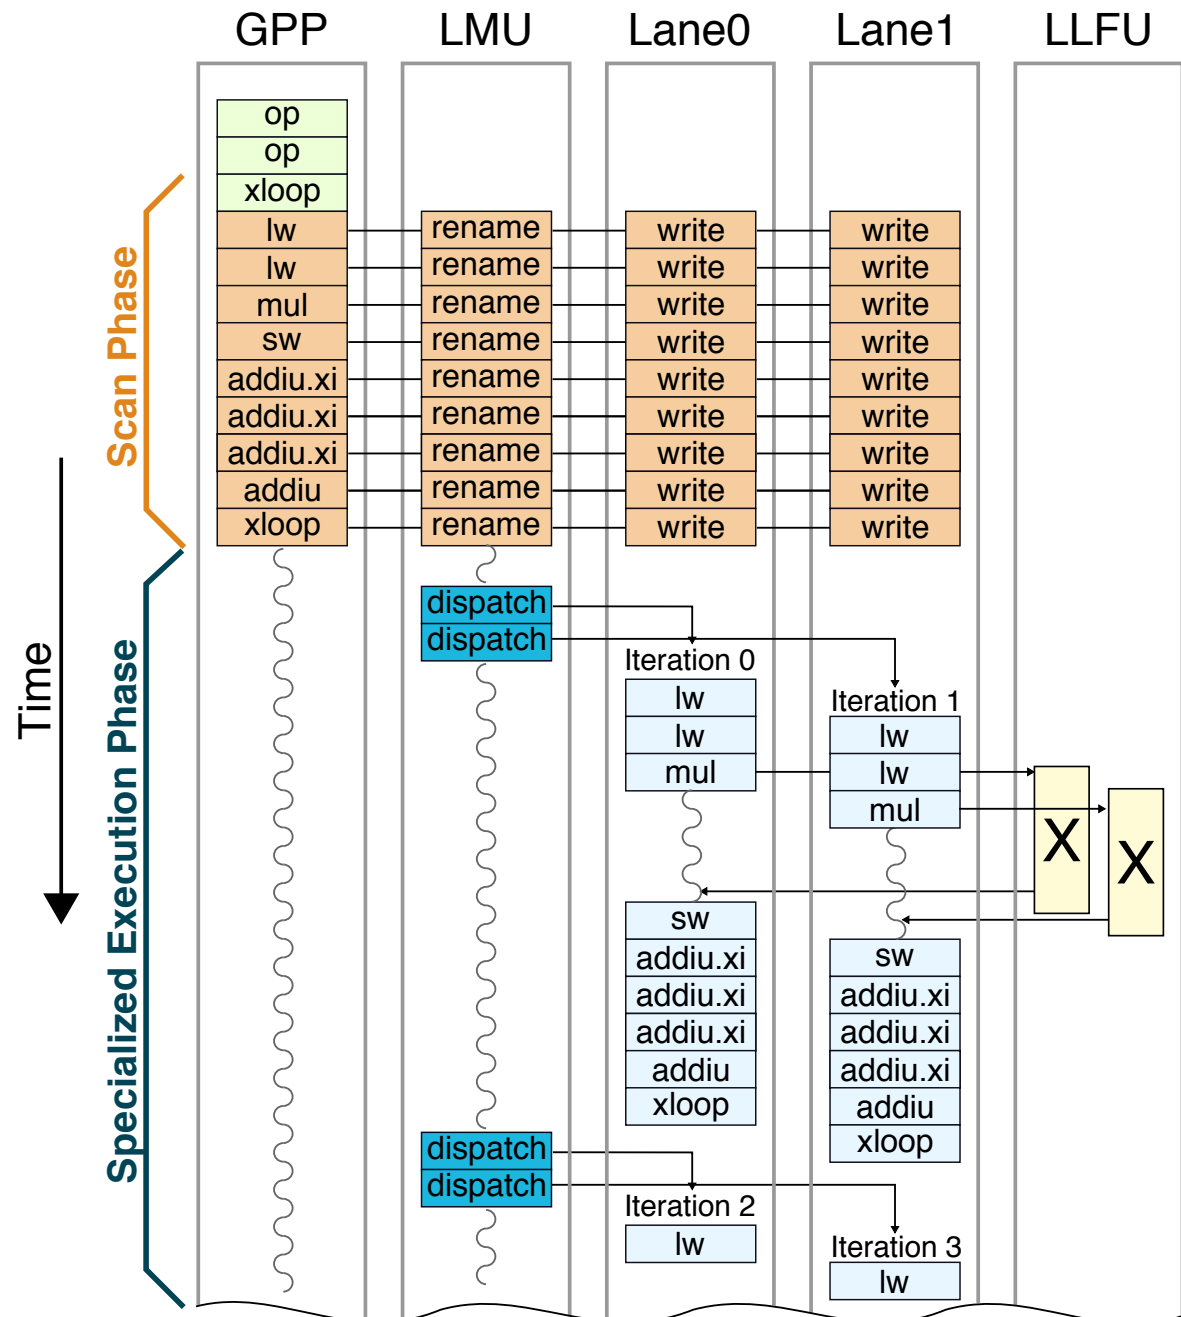 GPP LMU Lane0 Lane1 LLFU
op
op
xloop
lw rename write write
lw rename write write
mul rename write write
sw rename write write
addiu.xi rename write write
addiu.xi rename write write
addiu.xi rename write write
addiu rename write write
xloop rename write write
Scan Phase
Time
Specialized Execution Phase
dispatch
dispatch
Iteration 0
lw
lw
mul
Iteration 1
lw
lw
mul
X
X
sw
addiu.xi
addiu.xi
addiu.xi
addiu
xloop
sw
addiu.xi
addiu.xi
addiu.xi
addiu
xloop
dispatch
dispatch
Iteration 2
lw
Iteration 3
lw